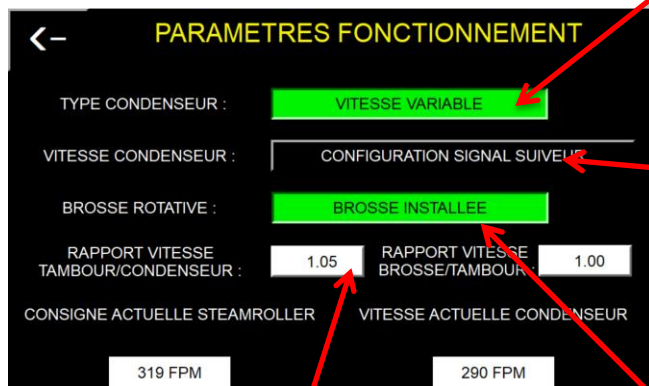 <- PARAMETRES FONCTIONNEMENT
TYPE CONDENSEUR : VITESSE VARIABLE
VITESSE CONDENSEUR : CONFIGURATION SIGNAL SUIVEUR
BROSSE ROTATIVE : BROSSE INSTALLEE
RAPPORT VITESSE
TAMBOUR/CONDENSEUR : 1.05
RAPPORT VITESSE
BROSSE/TAMBOUR : 1.00
CONSIGNE ACTUELLE STEAMROLLER VITESSE ACTUELLE CONDENSEUR
319 FPM 290 FPM